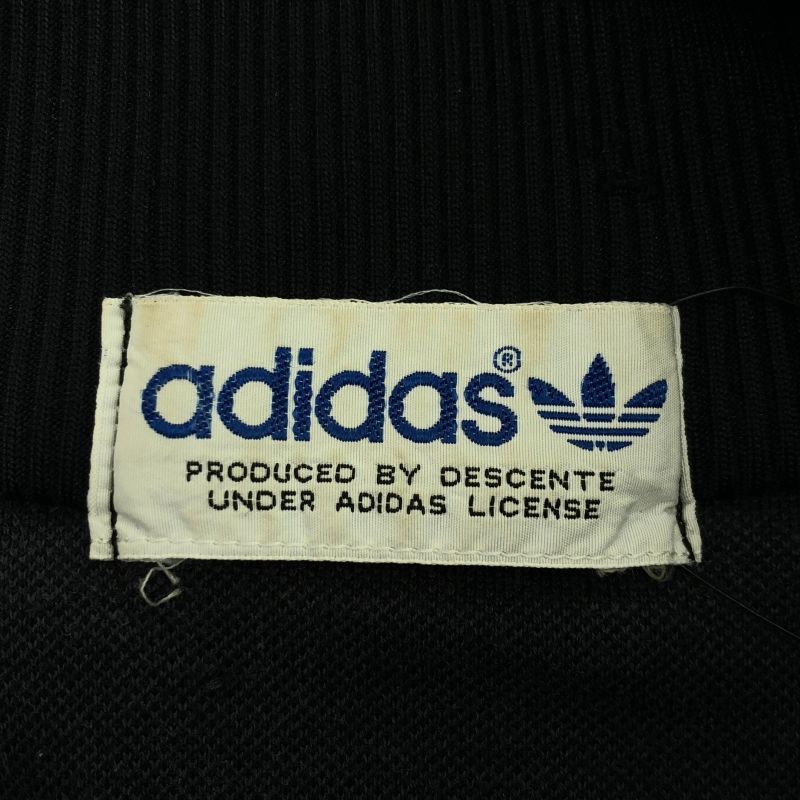 adidas®
PRODUCED BY DESCENTE
UNDER ADIDAS LICENSE